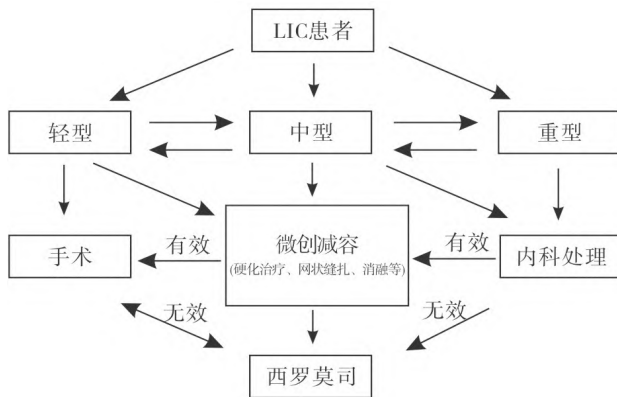 LIC患者
轻型
中型
重型
手术
有效
微创减容
(硬化治疗、网状缝扎、消融等)
有效
内科处理
无效
无效
西罗莫司